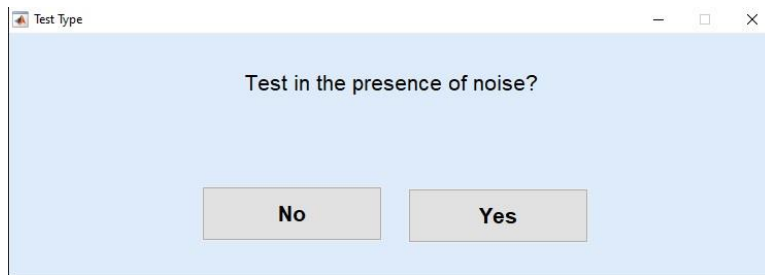 Test Type
Test in the presence of noise?
No
Yes